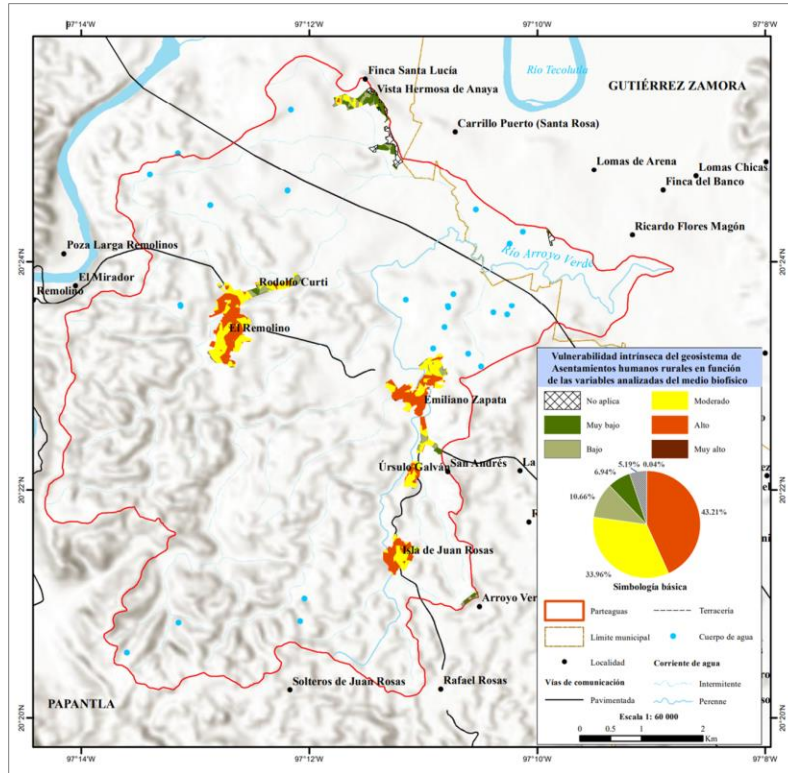 97°14'W
97°12'W
97°10'W
97°8'W
Finca Santa Lucía
Vista Hermosa de Anaya
Río Tecolutla
GUTIÉRREZ ZAMORA
Carrillo Puerto (Santa Rosa)
Lomas de Arena
Lomas Chicas
Finca del Banco
Ricardo Flores Magón
20°24'N
20°24'N
Poza Larga Remolinos
Río Arroyo Verde
El Mirador
Remolino
Rodolfo Curti
El Remolino
Emiliano Zapata
Úrsulo Galván
San Andrés
La
20°22'N
20°22'N
R
Isla de Juan Rosas
Arroyo Ver
Solteros de Juan Rosas
Rafael Rosas
PAPANTLA
20°20'N
20°20'N
Vulnerabilidad intrínseca del geosistema de
Asentamientos humanos rurales en función
de las variables analizadas del medio biofísico
No aplica
Moderado
Muy bajo
Alto
Bajo
Muy alto
5.19%
0.04%
6.94%
10.66%
43.21%
33.96%
Simbología básica
Parteaguas
Terracería
Límite municipal
Cuerpo de agua
Localidad
Corriente de agua
Vías de comunicación
Intermitente
Pavimentada
Perenne
Escala 1: 60 000
0 0.5 1 2
Km
97°14'W
97°12'W
97°10'W
97°8'W